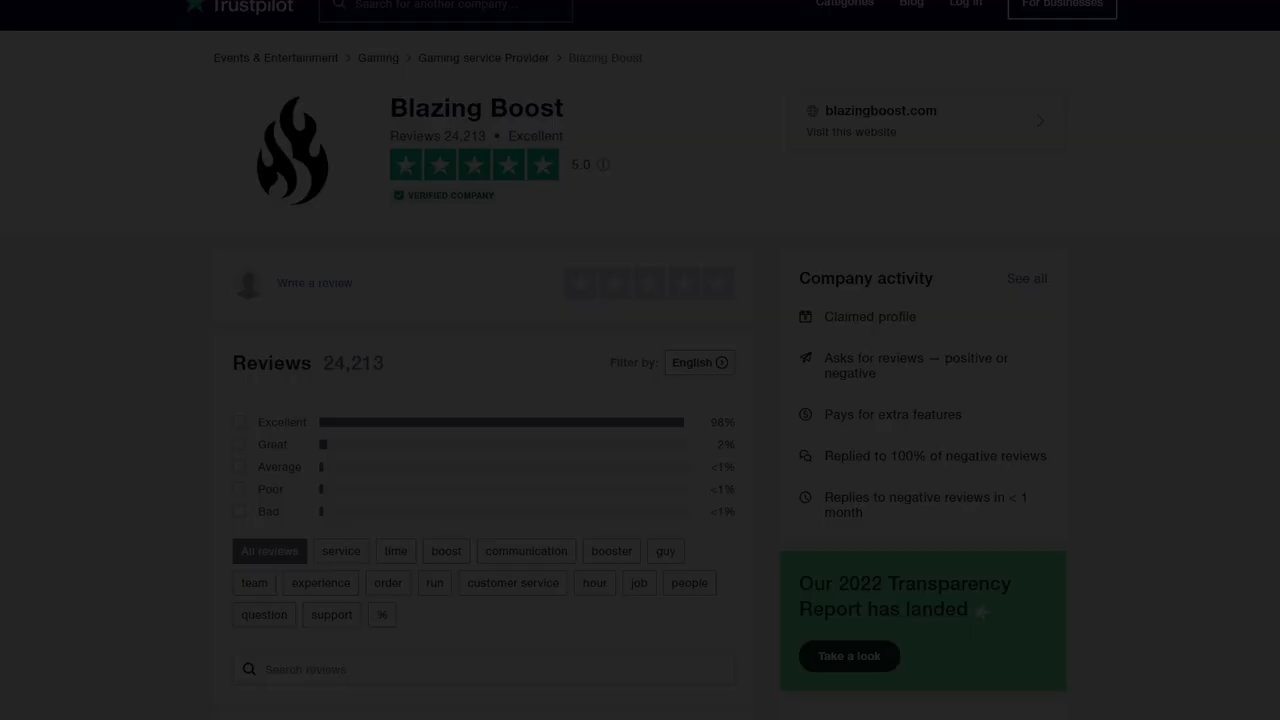 Trustpilot
Search for another company...
Categories Blog Log in For businesses
Events & Entertainment > Gaming > Gaming service Provider > Blazing Boost
Blazing Boost
Reviews 24,213 • Excellent
5.0
VERIFIED COMPANY
blazingboost.com
Visit this website
Write a review
Reviews 24,213
Filter by: English
Excellent 98%
Great 2%
Average <1%
Poor <1%
Bad <1%
All reviews service time boost communication booster guy
team experience order run customer service hour job people
question support %
Search reviews
Company activity See all
Claimed profile
Asks for reviews — positive or
negative
Pays for extra features
Replied to 100% of negative reviews
Replies to negative reviews in < 1
month
Our 2022 Transparency
Report has landed
Take a look